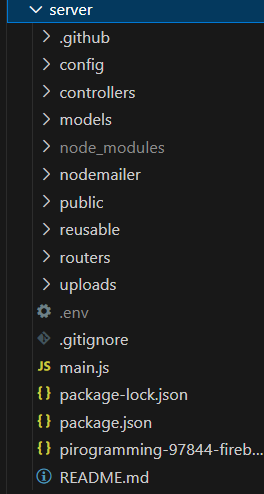 server
.github
config
controllers
models
node_modules
nodemailer
public
reusable
routers
uploads
.env
.gitignore
JS main.js
{} package-lock.json
{} package.json
{} pirogramming-97844-fireb...
README.md